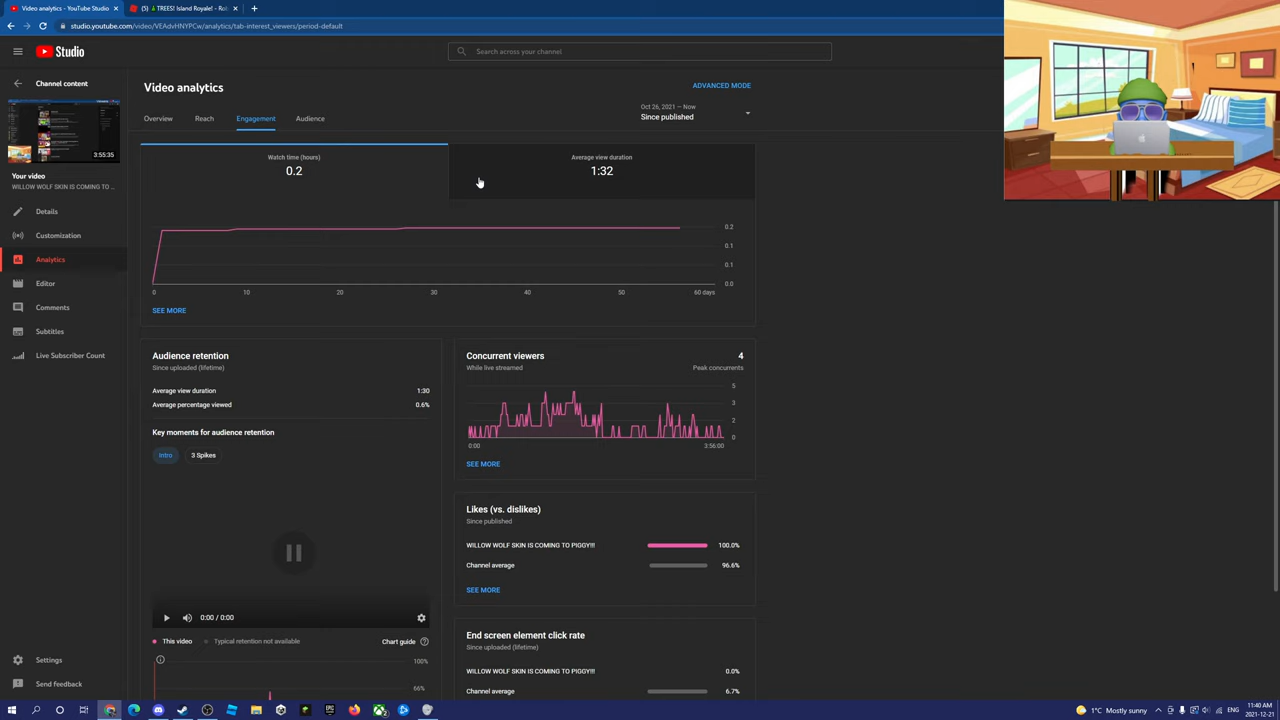 Video analytics - YouTube Studio
(5) TREES! Island Royale! - Ro
studio.youtube.com/video/VEAdvHNYPCw/analytics/tab-interest_viewers/period-default
Studio
Search across your channel
Channel content
3:55:35
Your video
WILLOW WOLF SKIN IS COMING TO ...
Details
Customization
Analytics
Editor
Comments
Subtitles
Live Subscriber Count
Settings
Send feedback
Video analytics
ADVANCED MODE
Overview
Reach
Engagement
Audience
Oct 26, 2021 – Now
Since published
Watch time (hours)
0.2
Average view duration
1:32
0.2
0.1
0.1
0.0
0
10
20
30
40
50
60 days
SEE MORE
Audience retention
Since uploaded (lifetime)
Average view duration
1:30
Average percentage viewed
0.6%
Key moments for audience retention
Intro
3 Spikes
0:00 / 0:00
This video
Typical retention not available
Chart guide
100%
66%
Concurrent viewers
4
While live streamed
Peak concurrents
5
3
2
0
0:00
3:56:00
SEE MORE
Likes (vs. dislikes)
Since published
WILLOW WOLF SKIN IS COMING TO PIGGY!!!
100.0%
Channel average
96.6%
SEE MORE
End screen element click rate
Since uploaded (lifetime)
WILLOW WOLF SKIN IS COMING TO PIGGY!!!
0.0%
Channel average
6.7%
1°C Mostly sunny
ENG
11:40 AM
2021-12-21